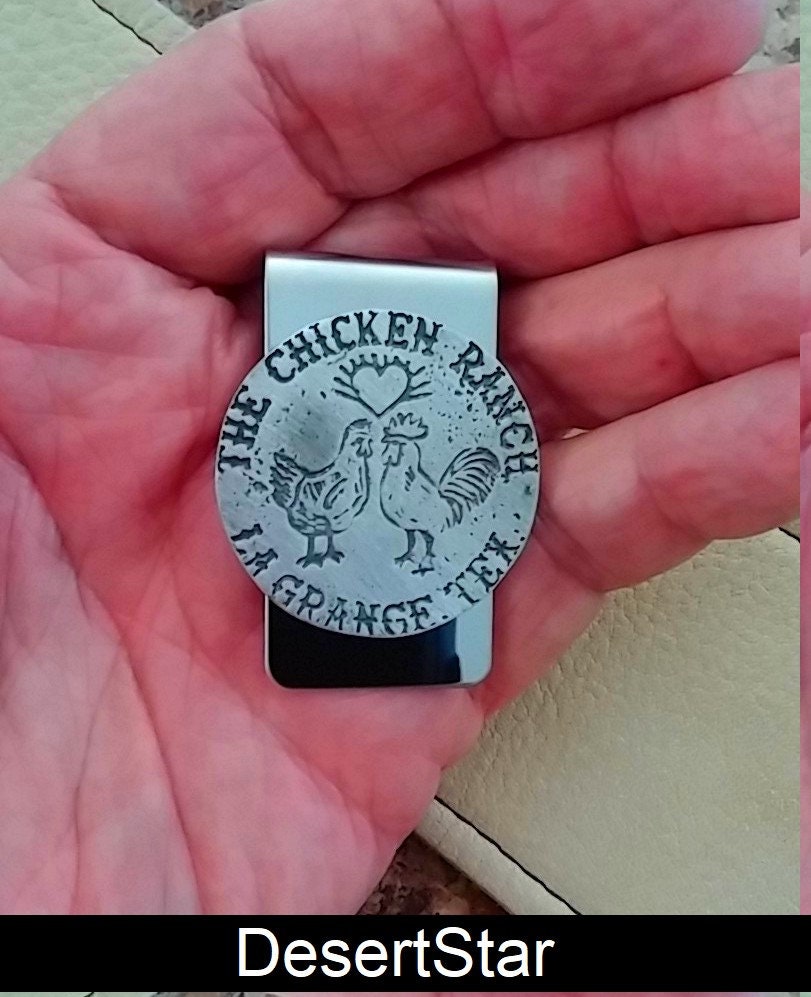 THE CHICKEN RANCH
LA GRANGE. TEX.
DesertStar